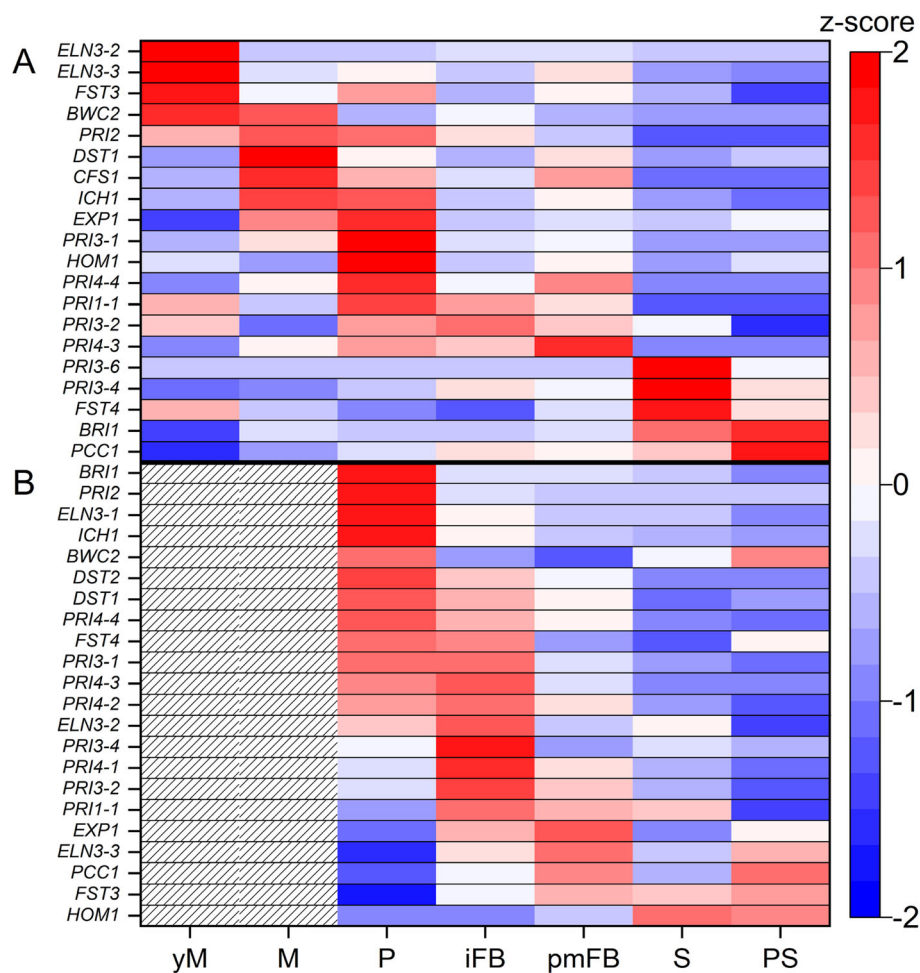 z-score
A
ELN3-2
ELN3-3
FST3
BWC2
PRI2
DST1
CFS1
ICH1
EXP1
PRI3-1
HOM1
PRI4-4
PRI1-1
PRI3-2
PRI4-3
PRI3-6
PRI3-4
FST4
BRI1
PCC1
B
BRI1
PRI2
ELN3-1
ICH1
BWC2
DST2
DST1
PRI4-4
FST4
PRI3-1
PRI4-3
PRI4-2
ELN3-2
PRI3-4
PRI4-1
PRI3-2
PRI1-1
EXP1
ELN3-3
PCC1
FST3
HOM1
yM M P iFB pmFB S PS
2
1
0
-1
-2